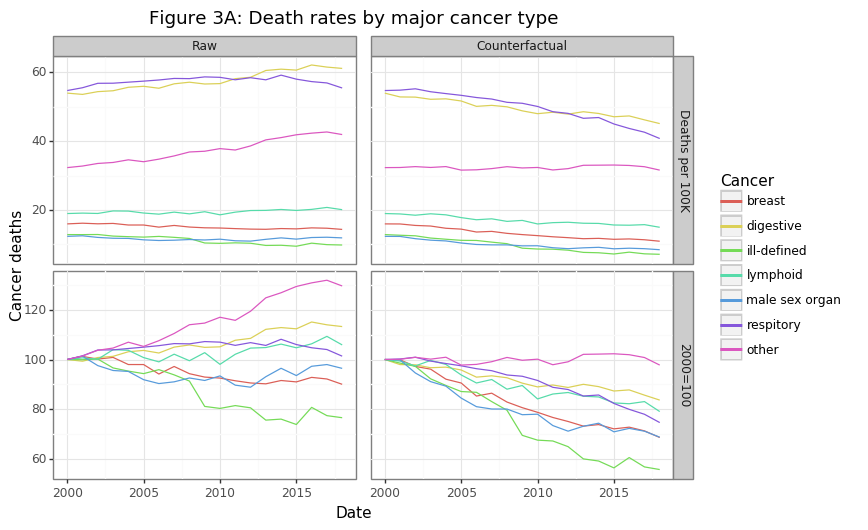 Figure 3A: Death rates by major cancer type
Raw
Counterfactual
60
40
20
Deaths per 100K
120
100
80
60
2000=100
2000
2005
2010
2015
2000
2005
2010
2015
Cancer deaths
Date
Cancer
breast
digestive
ill-defined
lymphoid
male sex organ
respitory
other